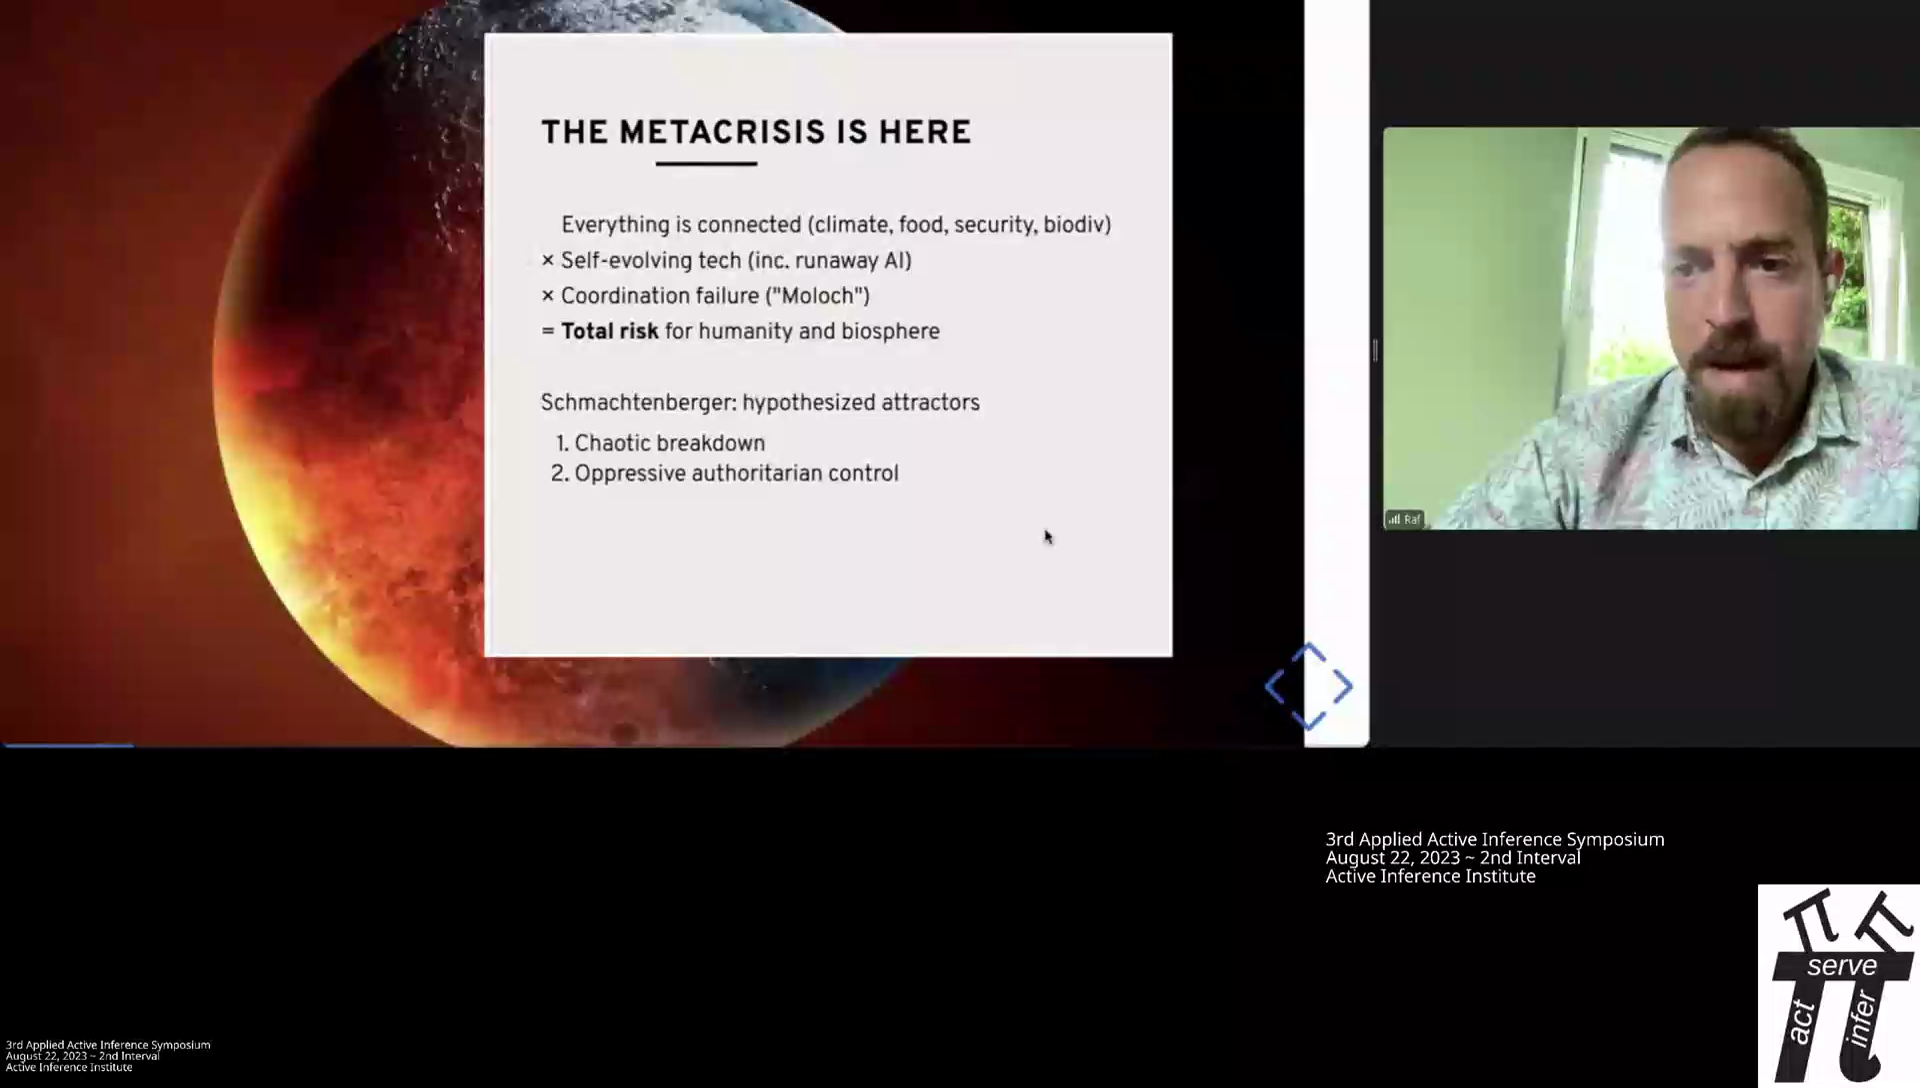 THE METACRISIS IS HERE
Everything is connected (climate, food, security, biodiv)
× Self-evolving tech (inc. runaway AI)
× Coordination failure ("Moloch")
= Total risk for humanity and biosphere
Schmachtenberger: hypothesized attractors
1. Chaotic breakdown
2. Oppressive authoritarian control
Raf
3rd Applied Active Inference Symposium
August 22, 2023 ~ 2nd Interval
Active Inference Institute
serve
act
infer
3rd Applied Active Inference Symposium
August 22, 2023 ~ 2nd Interval
Active Inference Institute